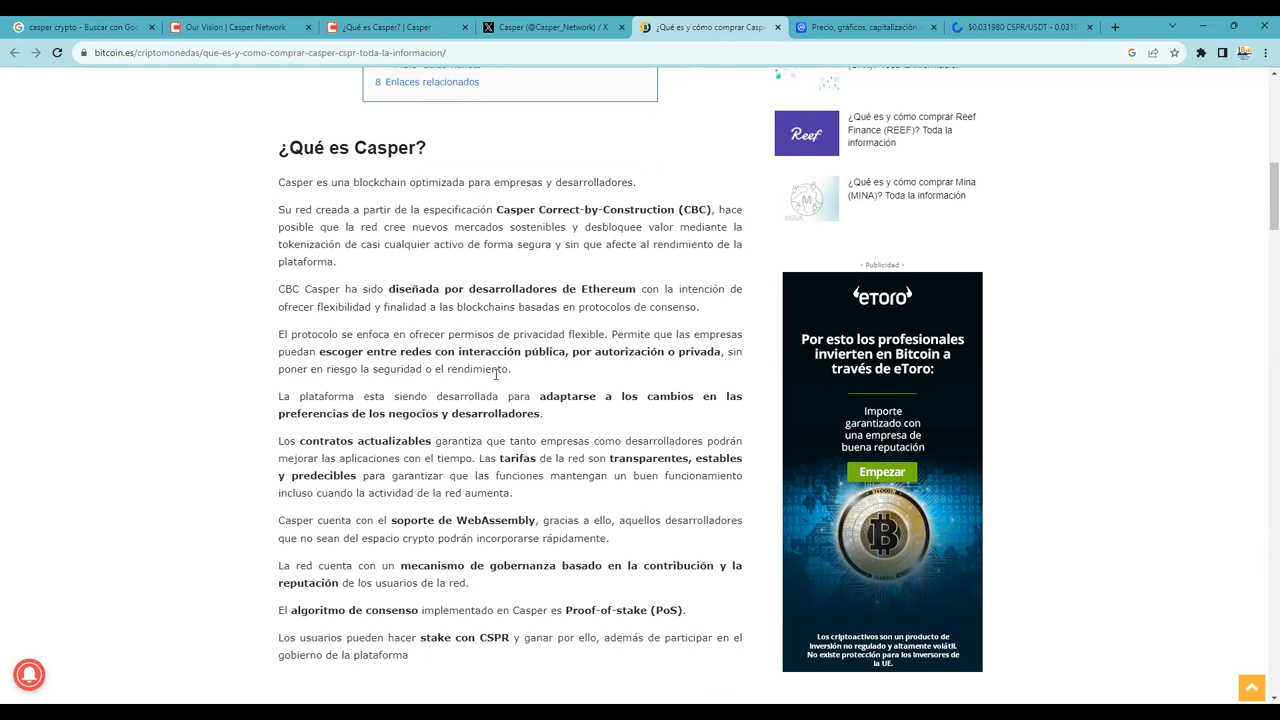 casper crypto - Buscar con Goo
Our Vision | Casper Network
¿Qué es Casper? | Casper
Casper (@Casper_Network) / X
¿Qué es y cómo comprar Casp
Precio, gráficos, capitalización
$0.031980 CSPR/USDT - 0.0310
bitcoin.es/criptomonedas/que-es-y-como-comprar-casper-cspr-toda-la-informacion/
8 Enlaces relacionados
¿Qué es Casper?
Casper es una blockchain optimizada para empresas y desarrolladores.
Su red creada a partir de la especificación Casper Correct-by-Construction (CBC), hace
posible que la red cree nuevos mercados sostenibles y desbloquee valor mediante la
tokenización de casi cualquier activo de forma segura y sin que afecte al rendimiento de la
plataforma.
CBC Casper ha sido diseñada por desarrolladores de Ethereum con la intención de
ofrecer flexibilidad y finalidad a las blockchains basadas en protocolos de consenso.
El protocolo se enfoca en ofrecer permisos de privacidad flexible. Permite que las empresas
puedan escoger entre redes con interacción pública, por autorización o privada, sin
poner en riesgo la seguridad o el rendimiento.
La plataforma esta siendo desarrollada para adaptarse a los cambios en las
preferencias de los negocios y desarrolladores.
Los contratos actualizables garantiza que tanto empresas como desarrolladores podrán
mejorar las aplicaciones con el tiempo. Las tarifas de la red son transparentes, estables
y predecibles para garantizar que las funciones mantengan un buen funcionamiento
incluso cuando la actividad de la red aumenta.
Casper cuenta con el soporte de WebAssembly, gracias a ello, aquellos desarrolladores
que no sean del espacio crypto podrán incorporarse rápidamente.
La red cuenta con un mecanismo de gobernanza basado en la contribución y la
reputación de los usuarios de la red.
El algoritmo de consenso implementado en Casper es Proof-of-stake (PoS).
Los usuarios pueden hacer stake con CSPR y ganar por ello, además de participar en el
gobierno de la plataforma
Reef
¿Qué es y cómo comprar Reef
Finance (REEF)? Toda la
información
¿Qué es y cómo comprar Mina
(MINA)? Toda la información
- Publicidad -
eToro
Por esto los profesionales
invierten en Bitcoin a
través de eToro:
Importe
garantizado con
una empresa de
buena reputación
Empezar
Los criptoactivos son un producto de
inversión no regulado y altamente volátil.
No existe protección para los inversores de
la UE.